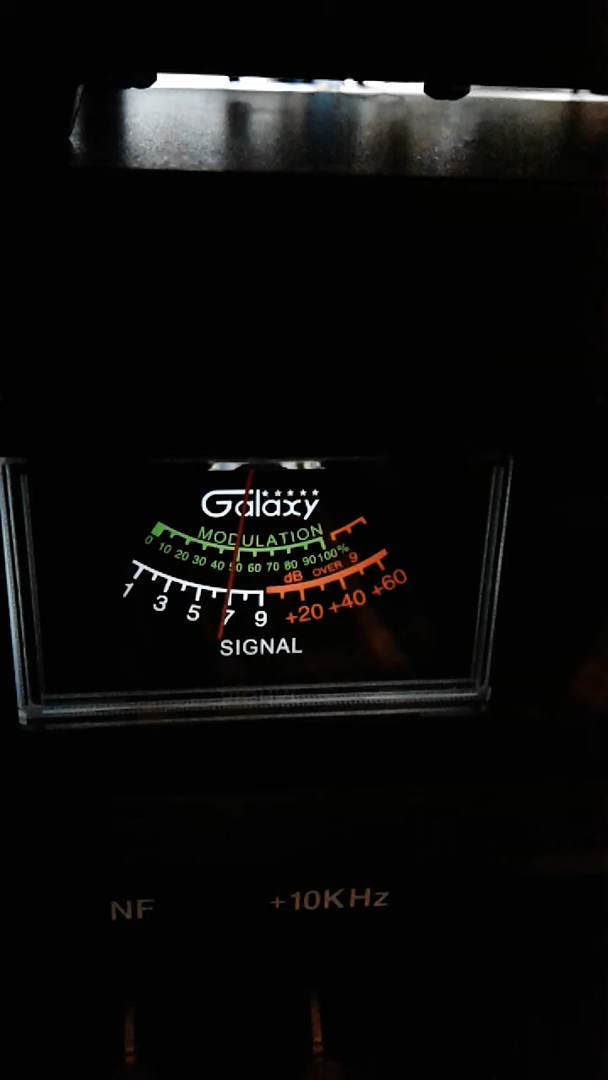 Galaxy
MODULATION
0 10 20 30 40 50 60 70 80 90 100%
dB OVER 9
1 3 5 7 9 +20 +40 +60
SIGNAL
NF +10KHz